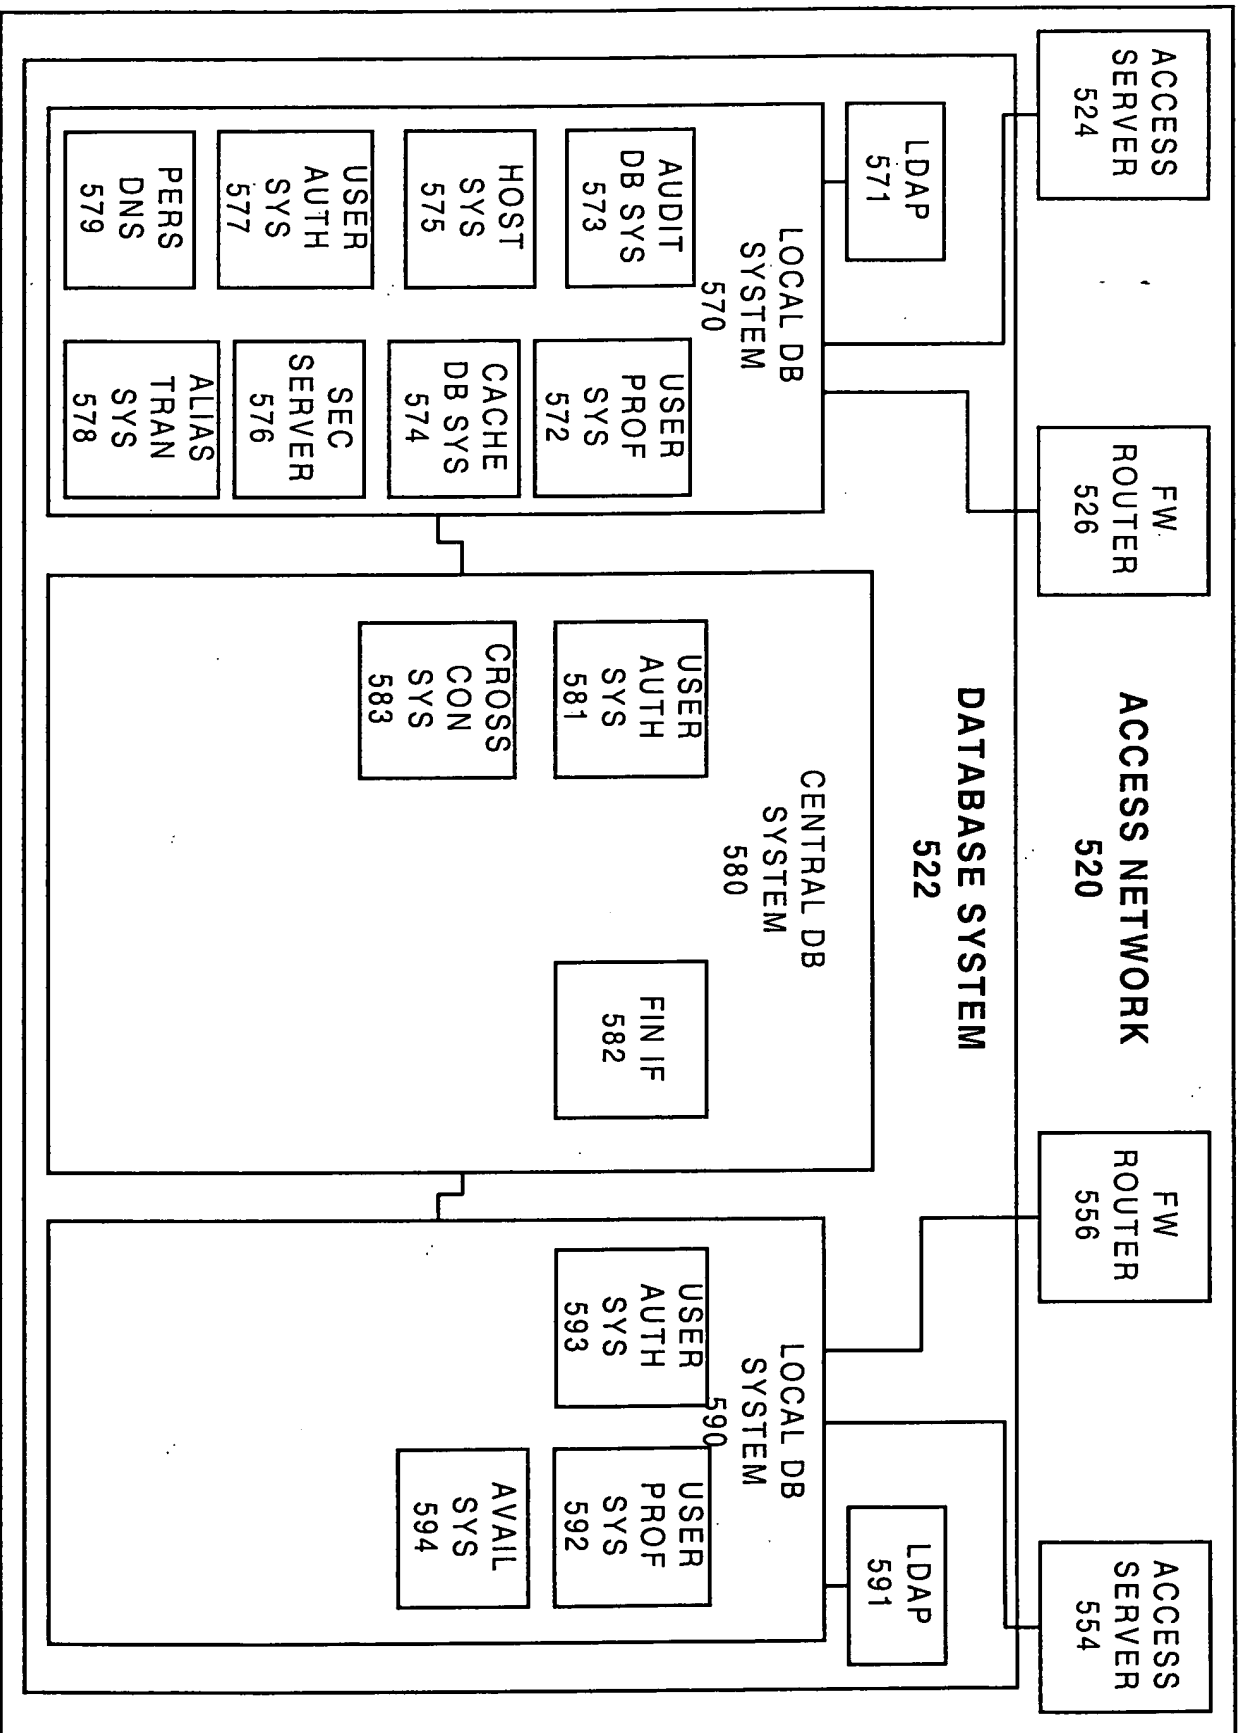 ACCESS NETWORK
520
ACCESS
SERVER
524
FW
ROUTER
526
FW
ROUTER
556
ACCESS
SERVER
554
DATABASE SYSTEM
522
LDAP
571
LOCAL DB
SYSTEM
570
AUDIT
DB SYS
573
USER
PROF
SYS
572
HOST
SYS
575
CACHE
DB SYS
574
USER
AUTH
SYS
577
SEC
SERVER
576
PERS
DNS
579
ALIAS
TRAN
SYS
578
CENTRAL DB
SYSTEM
580
USER
AUTH
SYS
581
FIN IF
582
CROSS
CON
SYS
583
LDAP
591
LOCAL DB
SYSTEM
590
USER
AUTH
SYS
593
USER
PROF
SYS
592
AVAIL
SYS
594